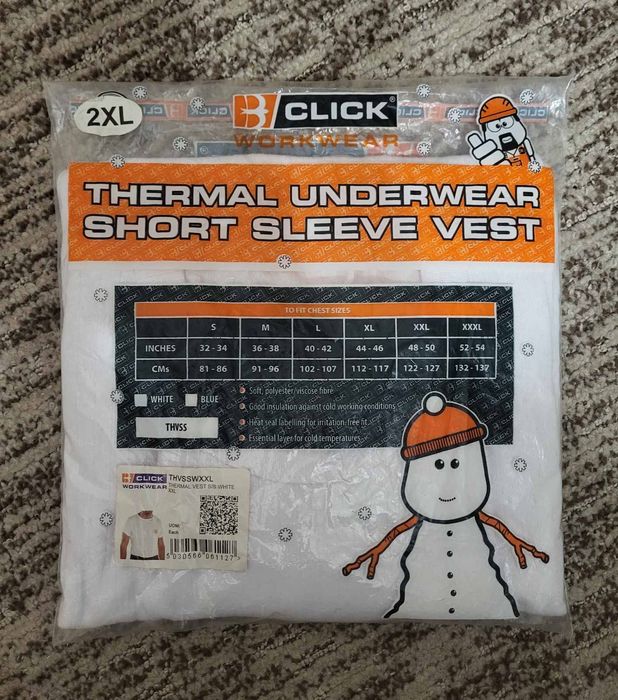 2XL
B CLICK®
WORKWEAR
THERMAL UNDERWEAR
SHORT SLEEVE VEST
TO FIT CHEST SIZES
S M L XL XXL XXXL
INCHES 32 - 34 36 - 38 40 - 42 44 - 46 48 - 50 52 - 54
CMs 81 - 86 91 - 96 102 - 107 112 - 117 122 - 127 132 - 137
WHITE BLUE
THVSS
Soft, polyester/viscose fibre
Good insulation against cold working conditions
Heat seal labelling for irritation free fit
Essential layer for cold temperatures
CLICK
WORKWEAR
THVSSWXXL
THERMAL VEST S/S WHITE
XXL
UOM:
Each
5030566061127